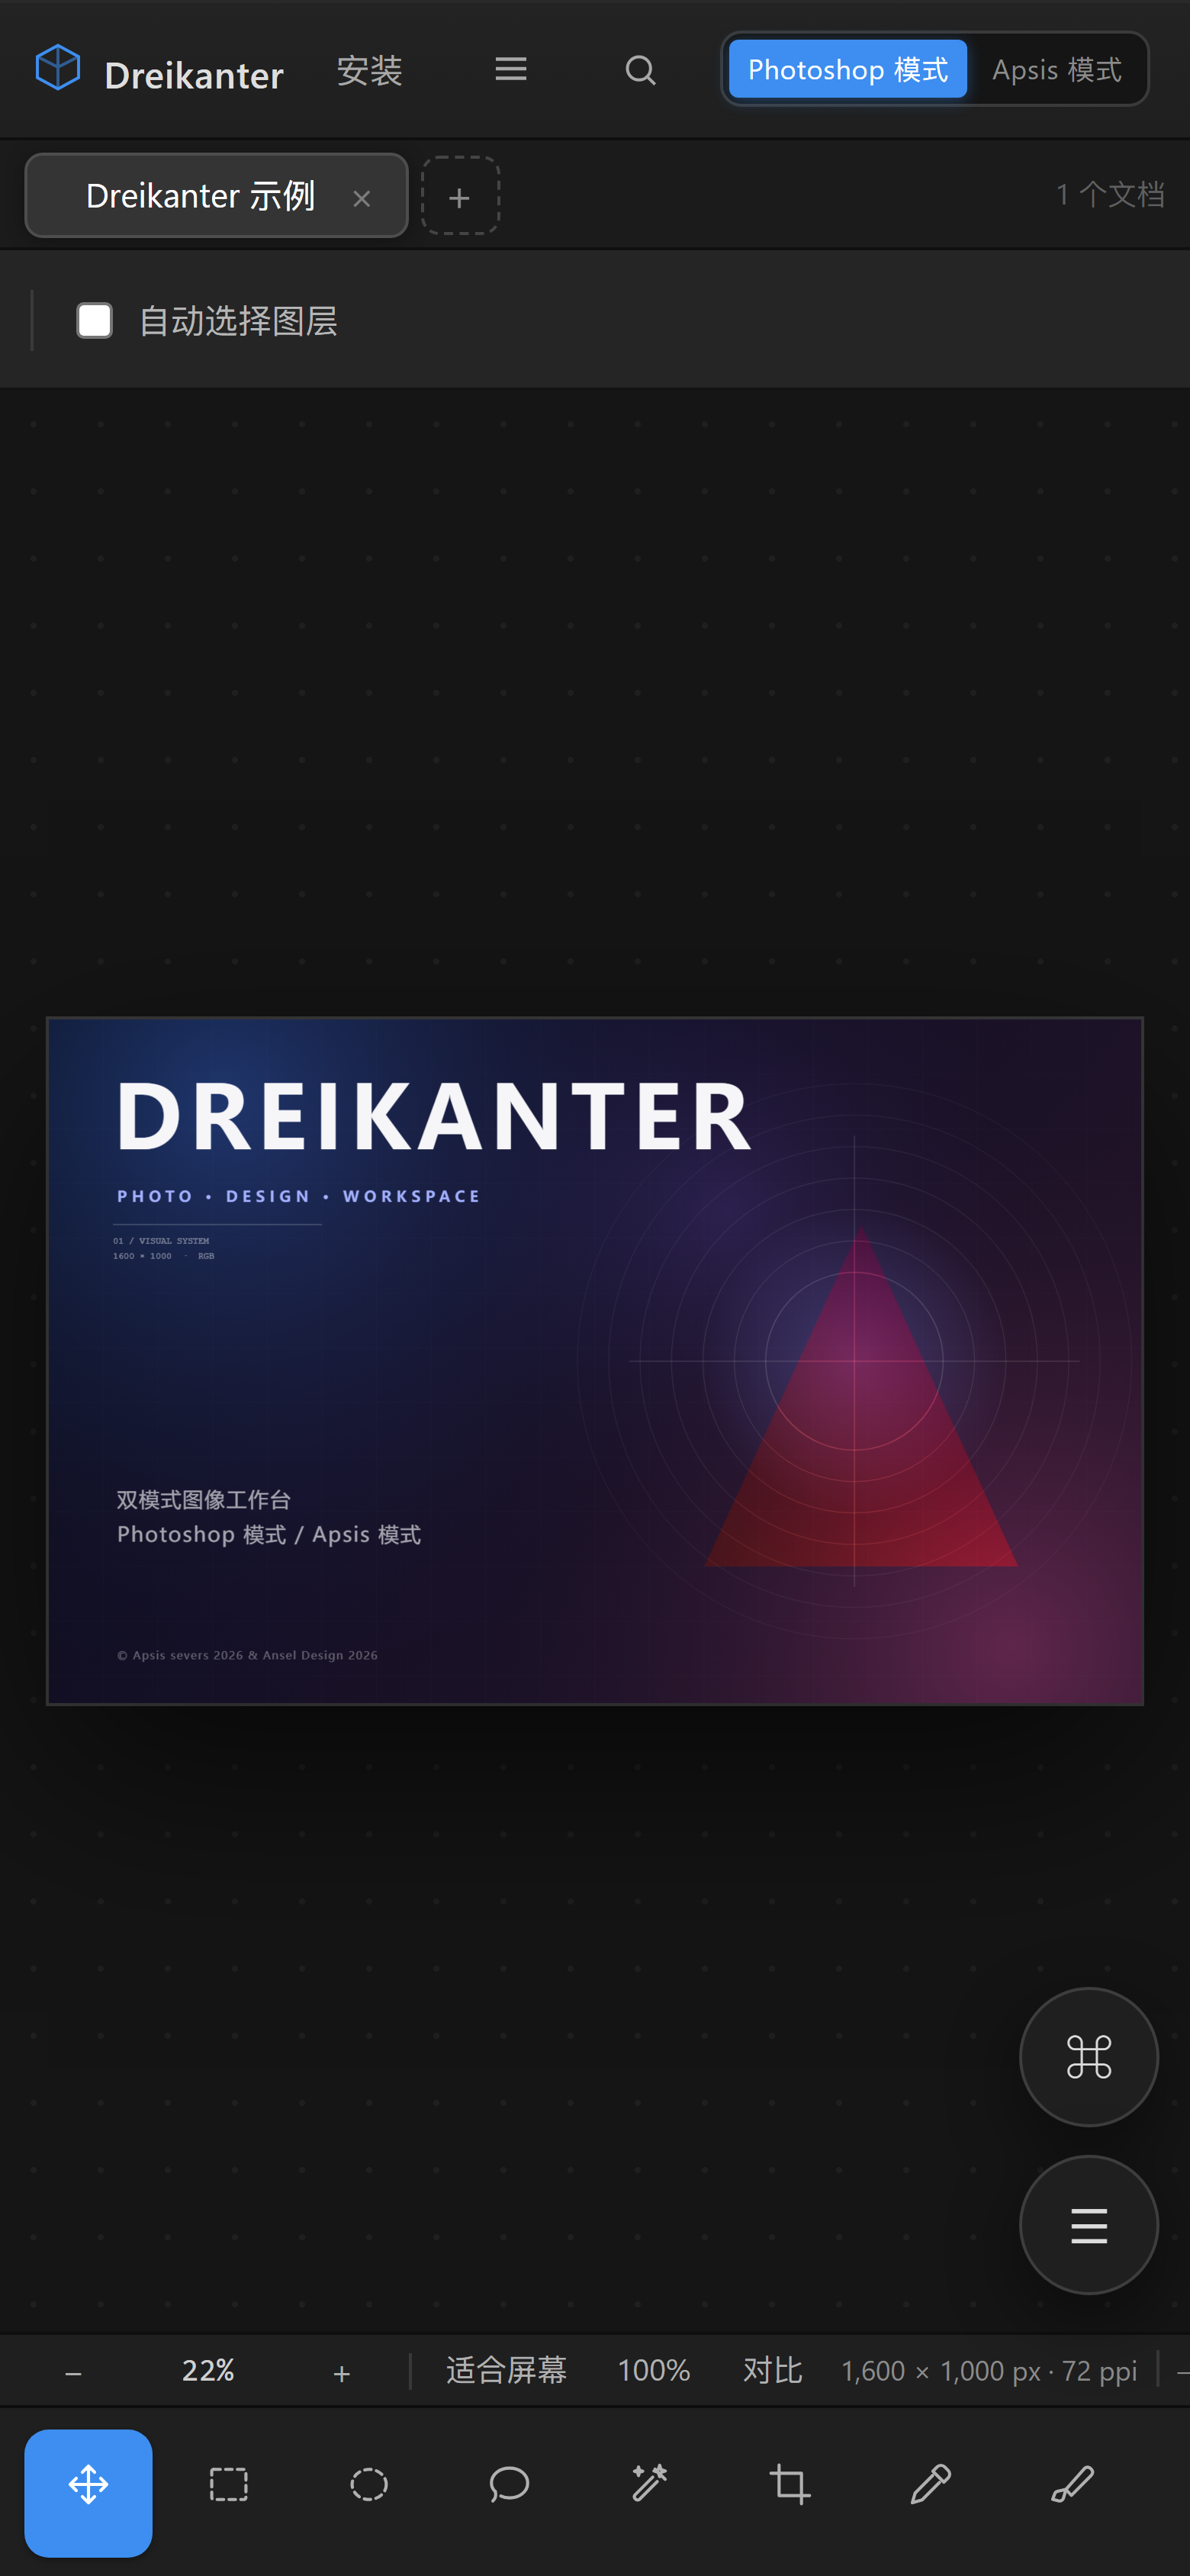 Dreikanter 安装 Photoshop 模式 Apsis 模式
Dreikanter 示例 × + 1 个文档
自动选择图层
DREIKANTER
PHOTO • DESIGN • WORKSPACE
01 / VISUAL SYSTEM
1600 × 1000 · RGB
双模式图像工作台
Photoshop 模式 / Apsis 模式
© Apsis severs 2026 & Ansel Design 2026
− 22% + 适合屏幕 100% 对比 1,600 × 1,000 px · 72 ppi